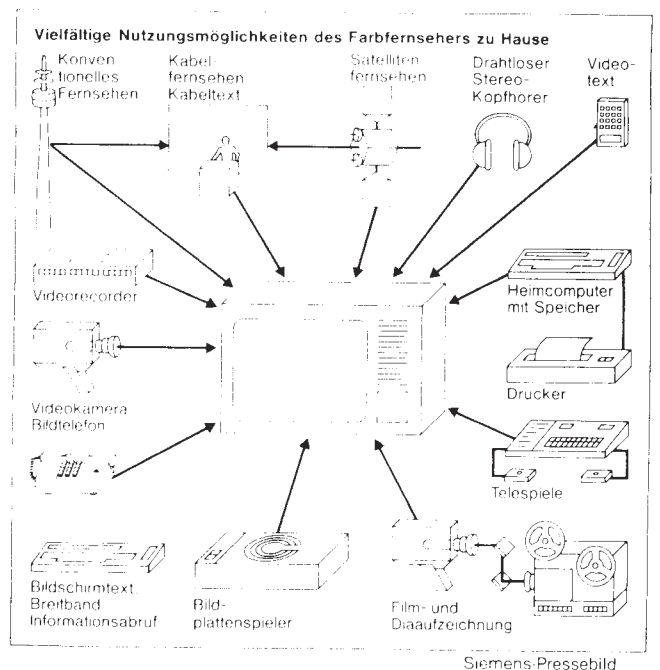 Vielfältige Nutzungsmöglichkeiten des Farbfernsehers zu Hause
Konven
tionelles
Fernsehen
Kabel-
fernsehen
Kabeltext
Satelliten
fernsehen
Drahtloser
Stereo-
Kopfhörer
Video-
text
Videorecorder
Heimcomputer
mit Speicher
Videokamera
Bildtelefon
Drucker
Telespiele
Bildschirmtext,
Breitband
Informationsabruf
Bild-
plattenspieler
Film- und
Diaaufzeichnung
Siemens-Pressebild